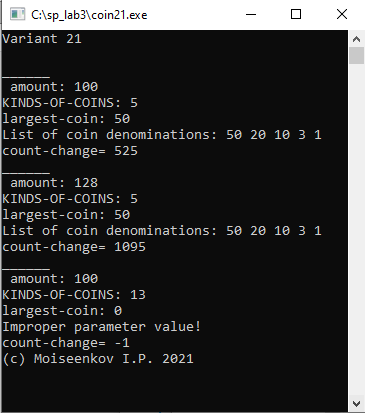 C:\sp_lab3\coin21.exe
Variant 21
______
amount: 100
KINDS-OF-COINS: 5
largest-coin: 50
List of coin denominations: 50 20 10 3 1
count-change= 525
______
amount: 128
KINDS-OF-COINS: 5
largest-coin: 50
List of coin denominations: 50 20 10 3 1
count-change= 1095
______
amount: 100
KINDS-OF-COINS: 13
largest-coin: 0
Improper parameter value!
count-change= -1
(c) Moiseenkov I.P. 2021